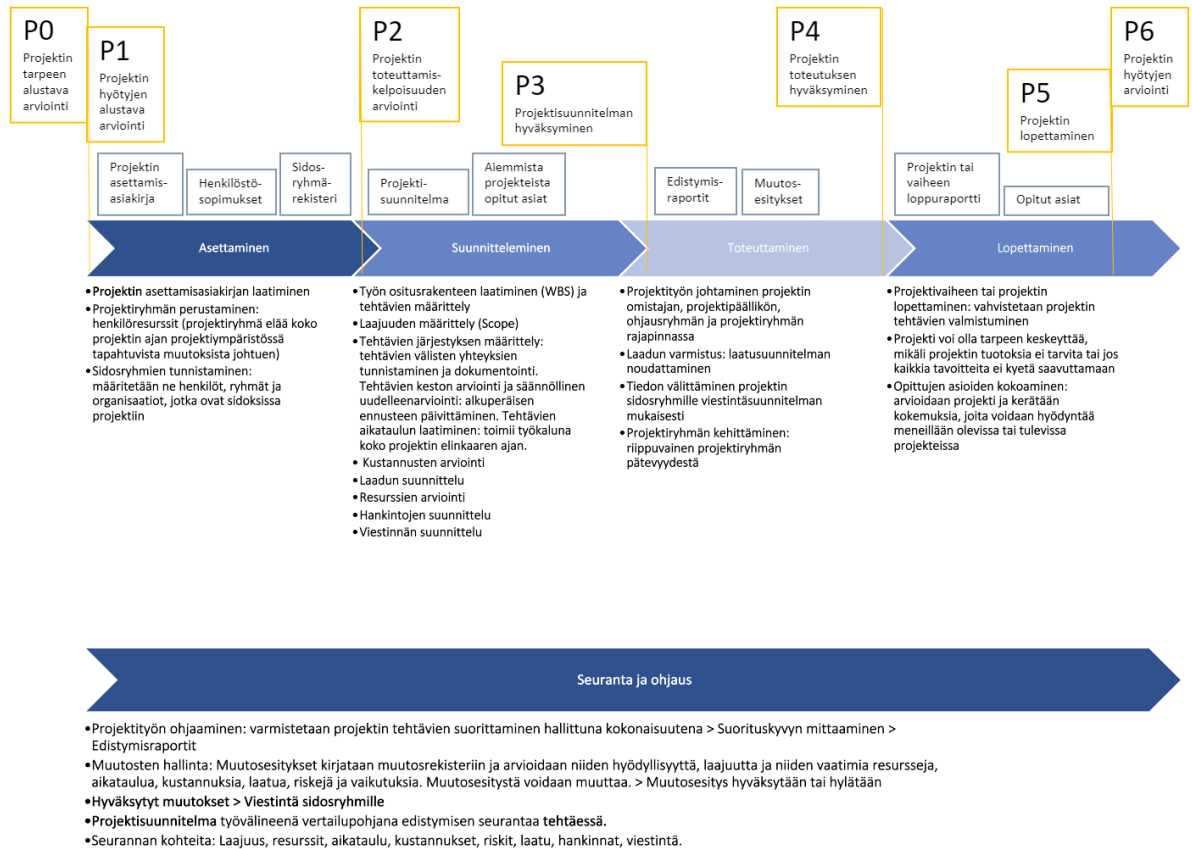 P0
Projektin
tarpeen
alustava
arviointi
P1
Projektin
hyötyjen
alustava
arviointi
P2
Projektin
toteuttamis-
kelpoisuuden
arviointi
P3
Projektisuunnitelman
hyväksyminen
P4
Projektin
toteutuksen
hyväksyminen
P5
Projektin
lopettaminen
P6
Projektin
hyötyjen
arviointi
Projektin
asettamis-
asiakirja
Henkilöstö-
sopimukset
Sidos-
ryhmä-
rekisteri
Projekti-
suunnitelma
Aiemmista
projekteista
opitut asiat
Edistymis-
raportit
Muutos-
esitykset
Projektin tai
vaiheen
loppuraportti
Opitut asiat
Asettaminen
Suunnitteleminen
Toteuttaminen
Lopettaminen
•Projektin asettamisasiakirjan laatiminen
•Projektiryhmän perustaminen:
henkilöresurssit (projektiryhmä elää koko
projektin ajan projektiympäristössä
tapahtuvista muutoksista johtuen)
•Sidosryhmien tunnistaminen:
määritetään ne henkilöt, ryhmät ja
organisaatiot, jotka ovat sidoksissa
projektiin
•Työn ositusrakenteen laatiminen (WBS) ja
tehtävien määrittely
•Laajuuden määrittely (Scope)
•Tehtävien järjestyksen määrittely:
tehtävien välisten yhteyksien
tunnistaminen ja dokumentointi.
Tehtävien keston arviointi ja säännöllinen
uudelleenarviointi: alkuperäisen
ennusteen päivittäminen. Tehtävien
aikataulun laatiminen: toimii työkaluna
koko projektin elinkaaren ajan.
• Kustannusten arviointi
•Laadun suunnittelu
•Resurssien arviointi
•Hankintojen suunnittelu
•Viestinnän suunnittelu
•Projektityön johtaminen projektin
omistajan, projektipäällikön,
ohjausryhmän ja projektiryhmän
rajapinnassa
•Laadun varmistus: laatusuunnitelman
noudattaminen
•Tiedon välittäminen projektin
sidosryhmille viestintäsuunnitelman
mukaisesti
•Projektiryhmän kehittäminen:
riippuvainen projektiryhmän
pätevyydestä
•Projektivaiheen tai projektin
lopettaminen: vahvistetaan projektin
tehtävien valmistuminen
•Projekti voi olla tarpeen keskeyttää,
mikäli projektin tuotoksia ei tarvita tai jos
kaikkia tavoitteita ei kyetä saavuttamaan
•Opittujen asioiden kokoaminen:
arvioidaan projekti ja kerätään
kokemuksia, joita voidaan hyödyntää
meneillään olevissa tai tulevissa
projekteissa
Seuranta ja ohjaus
•Projektityön ohjaaminen: varmistetaan projektin tehtävien suorittaminen hallittuna kokonaisuutena > Suorituskyvyn mittaaminen >
Edistymisraportit
•Muutosten hallinta: Muutosesitykset kirjataan muutosrekisteriin ja arvioidaan niiden hyödyllisyyttä, laajuutta ja niiden vaatimia resursseja,
aikataulua, kustannuksia, laatua, riskejä ja vaikutuksia. Muutosesitystä voidaan muuttaa. > Muutosesitys hyväksytään tai hylätään
•Hyväksytyt muutokset > Viestintä sidosryhmille
•Projektisuunnitelma työvälineenä vertailupohjana edistymisen seurantaa tehtäessä.
•Seurannan kohteita: Laajuus, resurssit, aikataulu, kustannukset, riskit, laatu, hankinnat, viestintä.